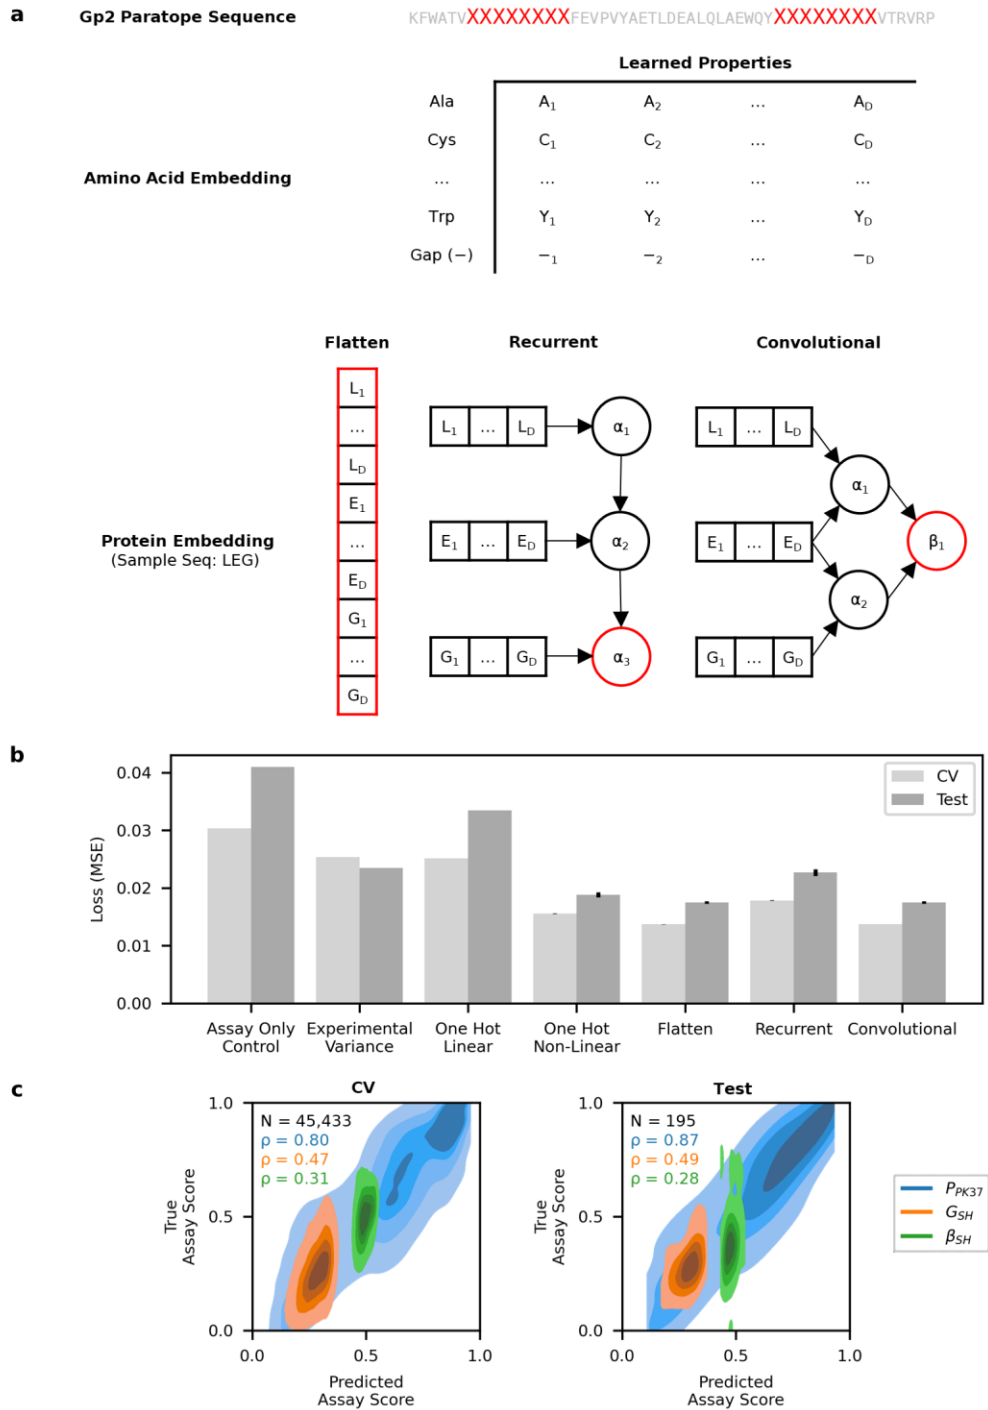 a
Gp2 Paratope Sequence KFWATVXXXXXXXXFEVPVYAETLDEALQLAEWQYXXXXXXXXVTRVRP
Learned Properties
Ala A1 A2 ... AD
Cys C1 C2 ... CD
Amino Acid Embedding
... ... ... ... ...
Trp Y1 Y2 ... YD
Gap (−) −1 −2 ... −D
Flatten Recurrent Convolutional
Protein Embedding
(Sample Seq: LEG)
L1
...
LD
E1
...
ED
G1
...
GD
L1 ... LD α1
E1 ... ED α2
G1 ... GD α3
L1 ... LD
E1 ... ED
G1 ... GD
α1
α2
β1
b
Loss (MSE)
0.04
0.03
0.02
0.01
0.00
CV
Test
Assay Only
Control
Experimental
Variance
One Hot
Linear
One Hot
Non-Linear
Flatten
Recurrent
Convolutional
c
CV
True
Assay Score
1.0
0.5
0.0
N = 45,433
ρ = 0.80
ρ = 0.47
ρ = 0.31
0.0 0.5 1.0
Predicted
Assay Score
Test
True
Assay Score
1.0
0.5
0.0
N = 195
ρ = 0.87
ρ = 0.49
ρ = 0.28
0.0 0.5 1.0
Predicted
Assay Score
PPK37
GSH
βSH